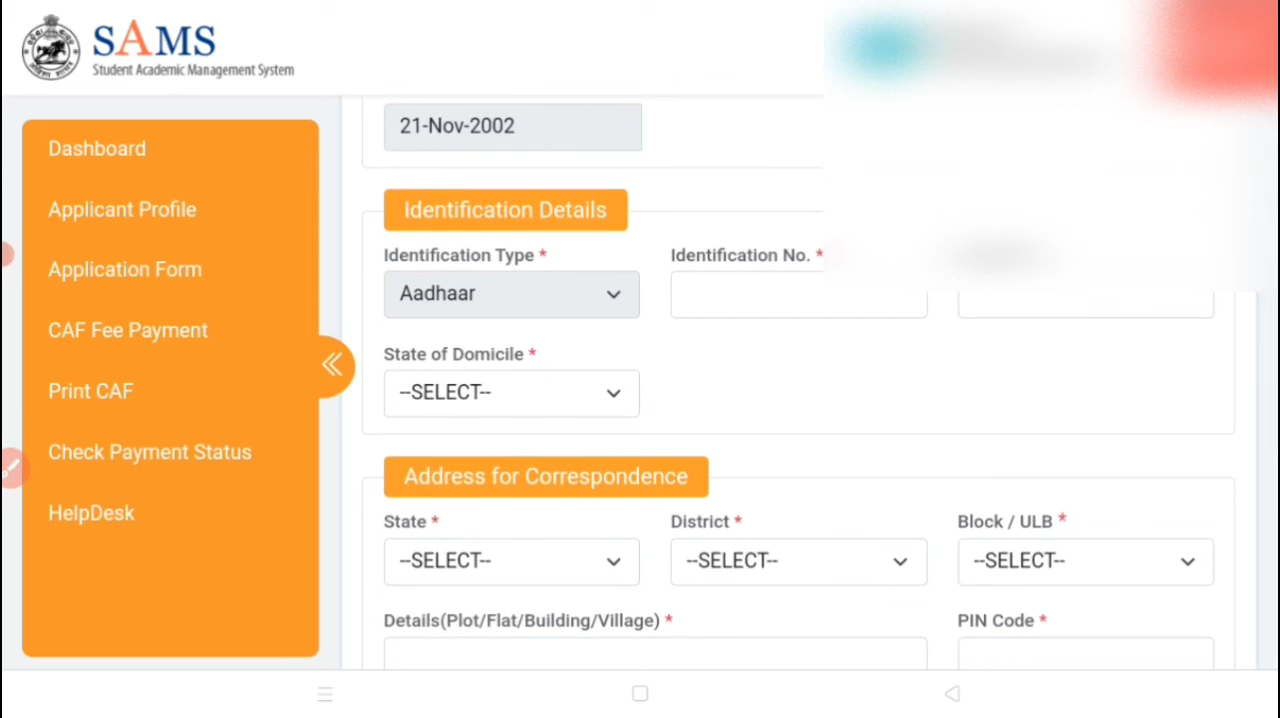 SAMS
Student Academic Management System
Dashboard
Applicant Profile
Application Form
CAF Fee Payment
Print CAF
Check Payment Status
HelpDesk
21-Nov-2002
Identification Details
Identification Type *
Identification No. *
Aadhaar
State of Domicile *
--SELECT--
Address for Correspondence
State *
District *
Block / ULB *
--SELECT--
--SELECT--
--SELECT--
Details(Plot/Flat/Building/Village) *
PIN Code *